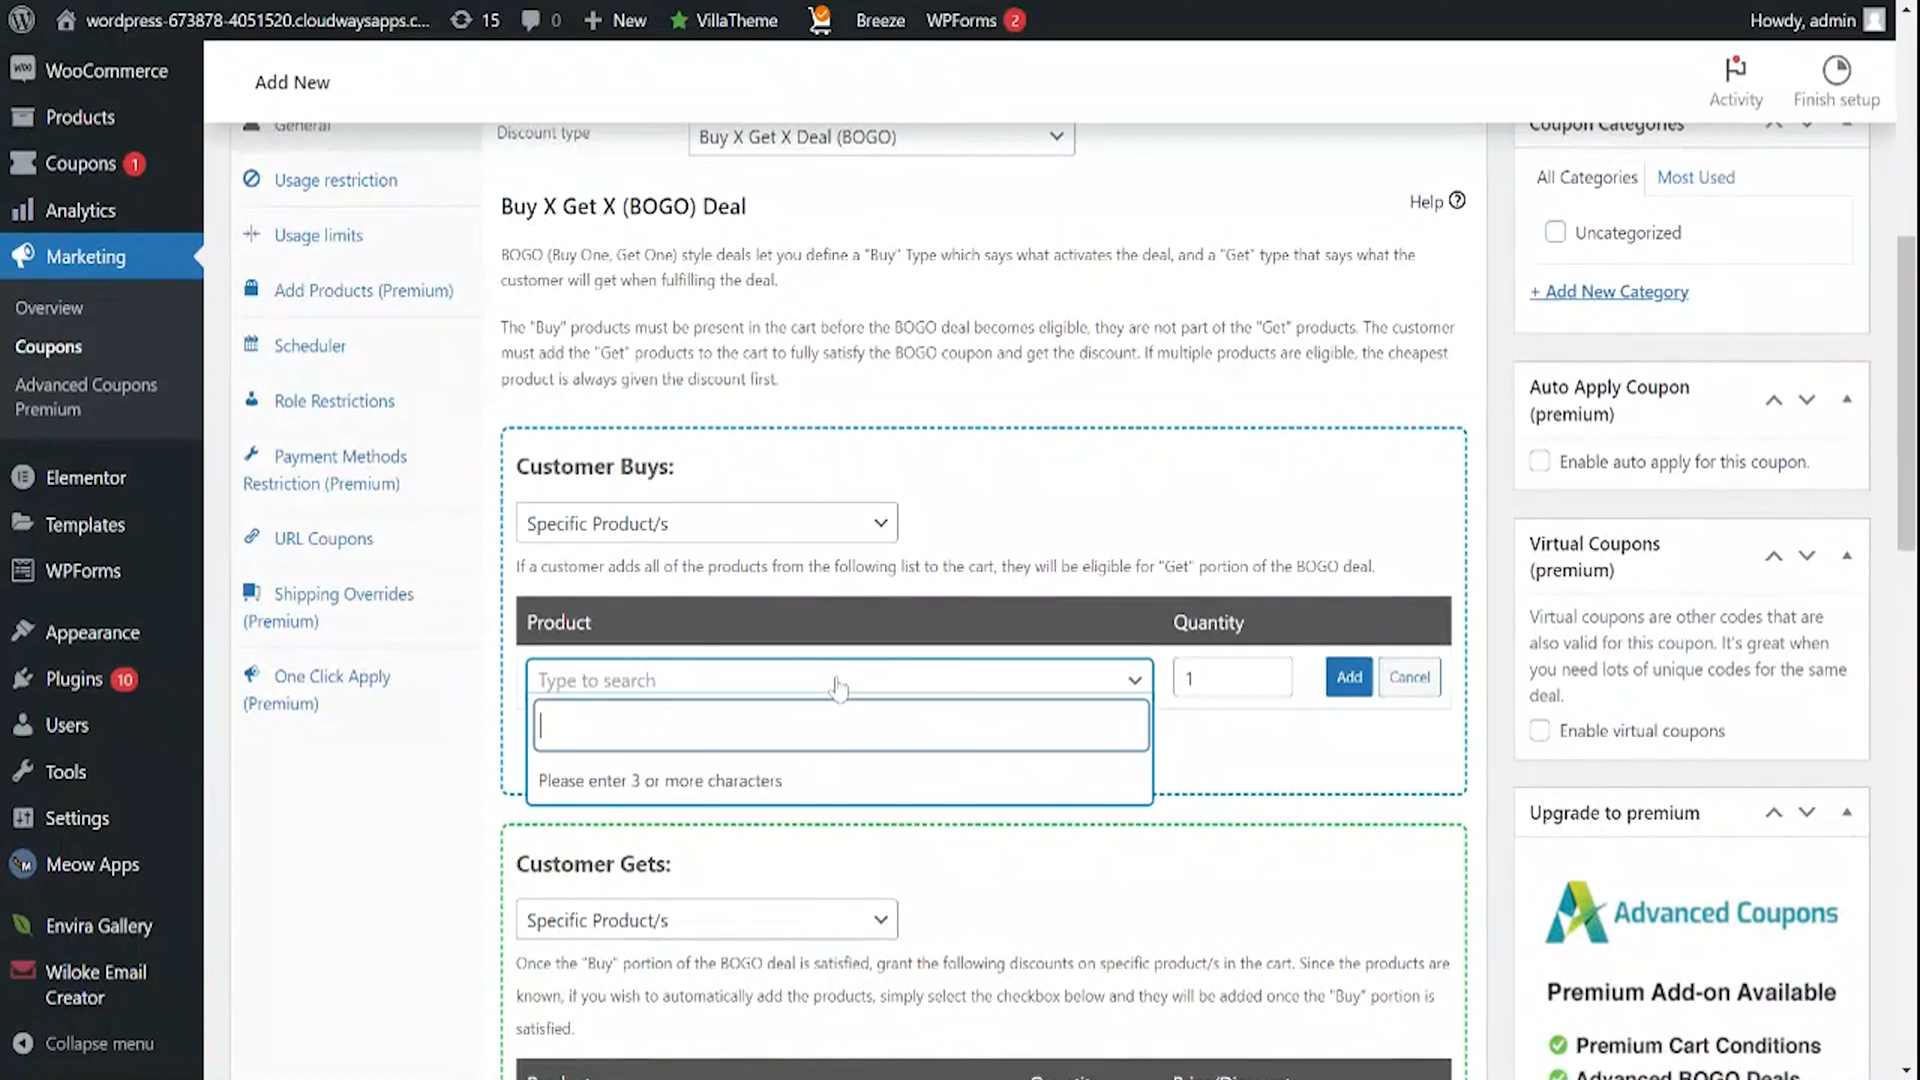 wordpress-673878-4051520.cloudwaysapps.c...
15
0
New
VillaTheme
Breeze
WPForms 2
Howdy, admin
WooCommerce
Products
Coupons 1
Analytics
Marketing
Overview
Coupons
Advanced Coupons
Premium
Elementor
Templates
WPForms
Appearance
Plugins 10
Users
Tools
Settings
Meow Apps
Envira Gallery
Wiloke Email
Creator
Collapse menu
Add New
Activity
Finish setup
General
Usage restriction
Usage limits
Add Products (Premium)
Scheduler
Role Restrictions
Payment Methods
Restriction (Premium)
URL Coupons
Shipping Overrides
(Premium)
One Click Apply
(Premium)
Discount type
Buy X Get X Deal (BOGO)
Buy X Get X (BOGO) Deal
Help
BOGO (Buy One, Get One) style deals let you define a "Buy" Type which says what activates the deal, and a "Get" type that says what the
customer will get when fulfilling the deal.
The "Buy" products must be present in the cart before the BOGO deal becomes eligible, they are not part of the "Get" products. The customer
must add the "Get" products to the cart to fully satisfy the BOGO coupon and get the discount. If multiple products are eligible, the cheapest
product is always given the discount first.
Customer Buys:
Specific Product/s
If a customer adds all of the products from the following list to the cart, they will be eligible for "Get" portion of the BOGO deal.
Product
Quantity
Type to search
1
Add
Cancel
Please enter 3 or more characters
Customer Gets:
Specific Product/s
Once the "Buy" portion of the BOGO deal is satisfied, grant the following discounts on specific product/s in the cart. Since the products are
known, if you wish to automatically add the products, simply select the checkbox below and they will be added once the "Buy" portion is
satisfied.
Coupon Categories
All Categories
Most Used
Uncategorized
+ Add New Category
Auto Apply Coupon
(premium)
Enable auto apply for this coupon.
Virtual Coupons
(premium)
Virtual coupons are other codes that are
also valid for this coupon. It's great when
you need lots of unique codes for the same
deal.
Enable virtual coupons
Upgrade to premium
Advanced Coupons
Premium Add-on Available
Premium Cart Conditions
Advanced BOGO Deals